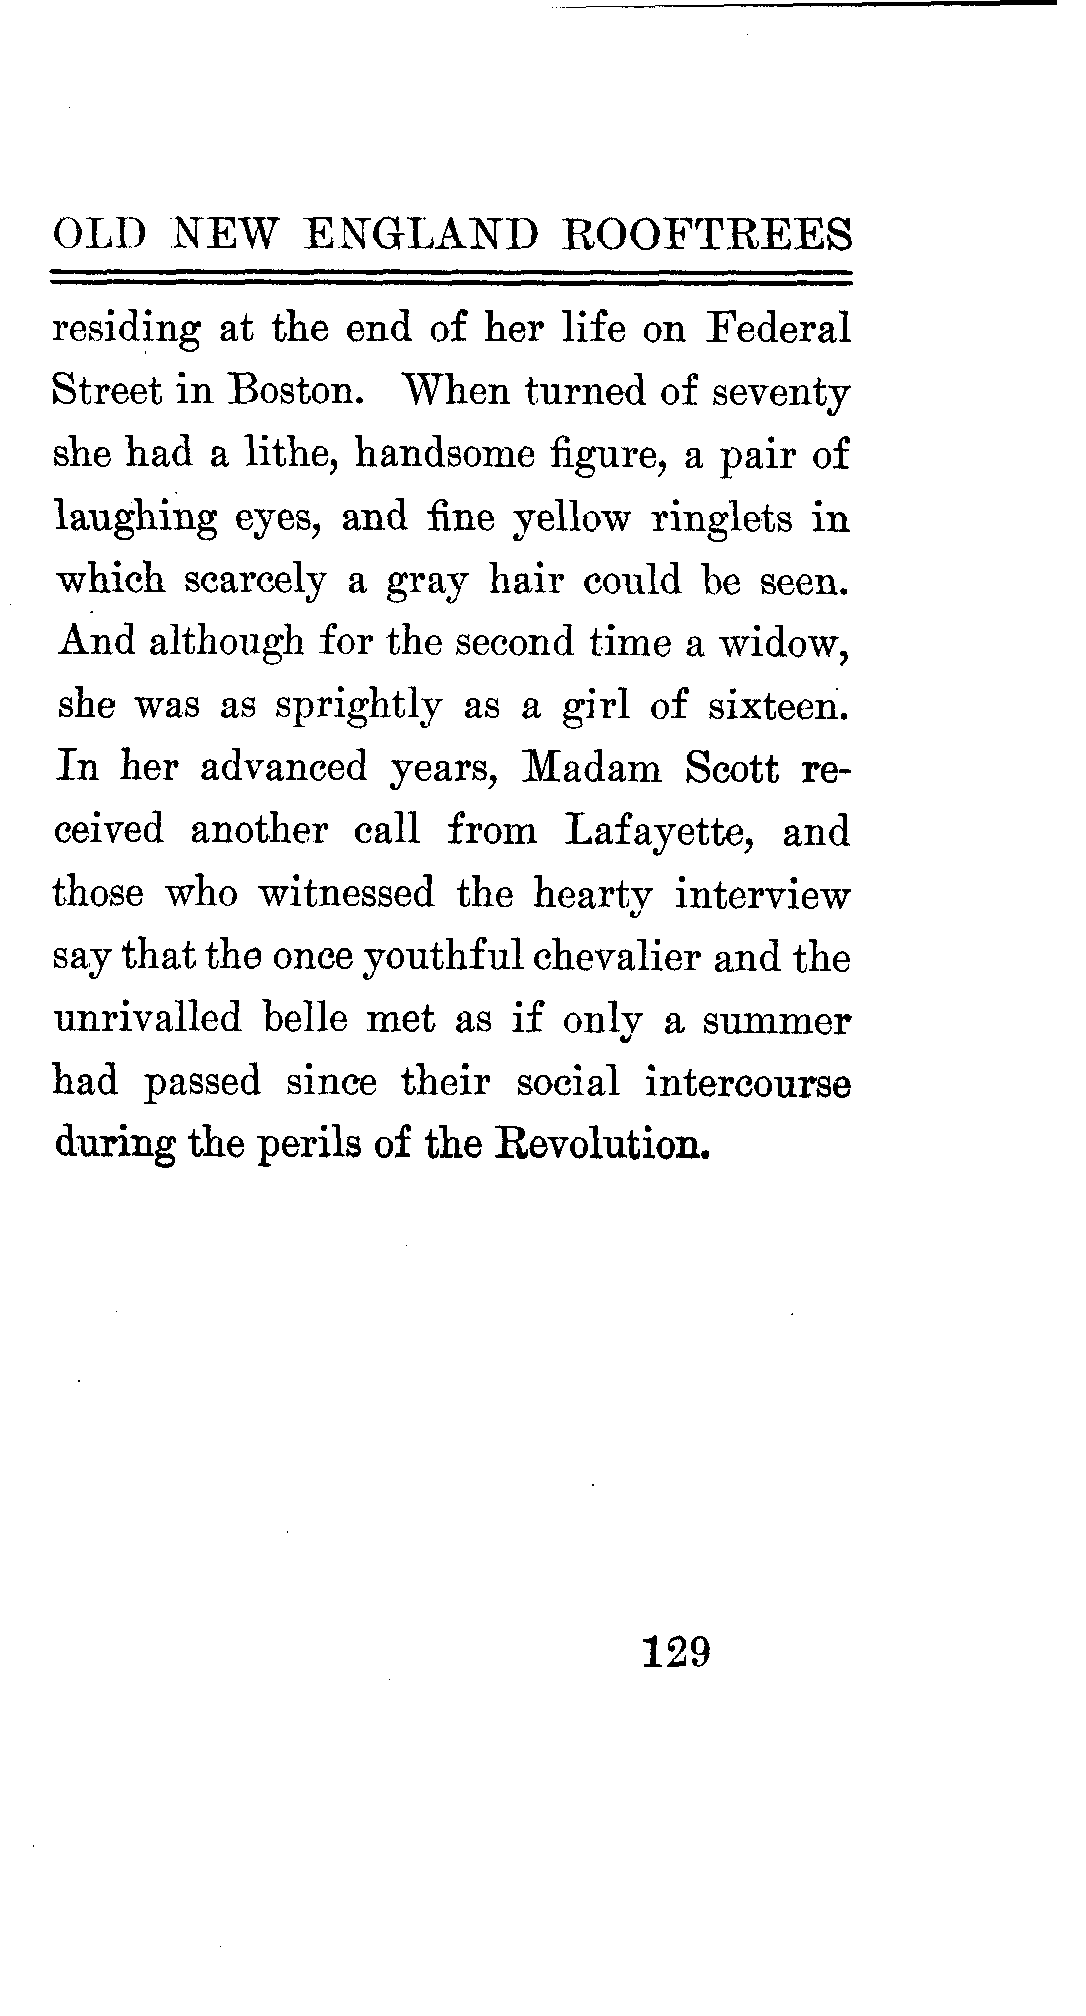 OLD NEW ENGLAND ROOFTREES
residing at the end of her life on Federal
Street in Boston. When turned of seventy
she had a lithe, handsome figure, a pair of
laughing eyes, and fine yellow ringlets in
which scarcely a gray hair could be seen.
And although for the second time a widow,
she was as sprightly as a girl of sixteen.
In her advanced years, Madam Scott re-
ceived another call from Lafayette, and
those who witnessed the hearty interview
say that the once youthful chevalier and the
unrivalled belle met as if only a summer
had passed since their social intercourse
during the perils of the Revolution.
129